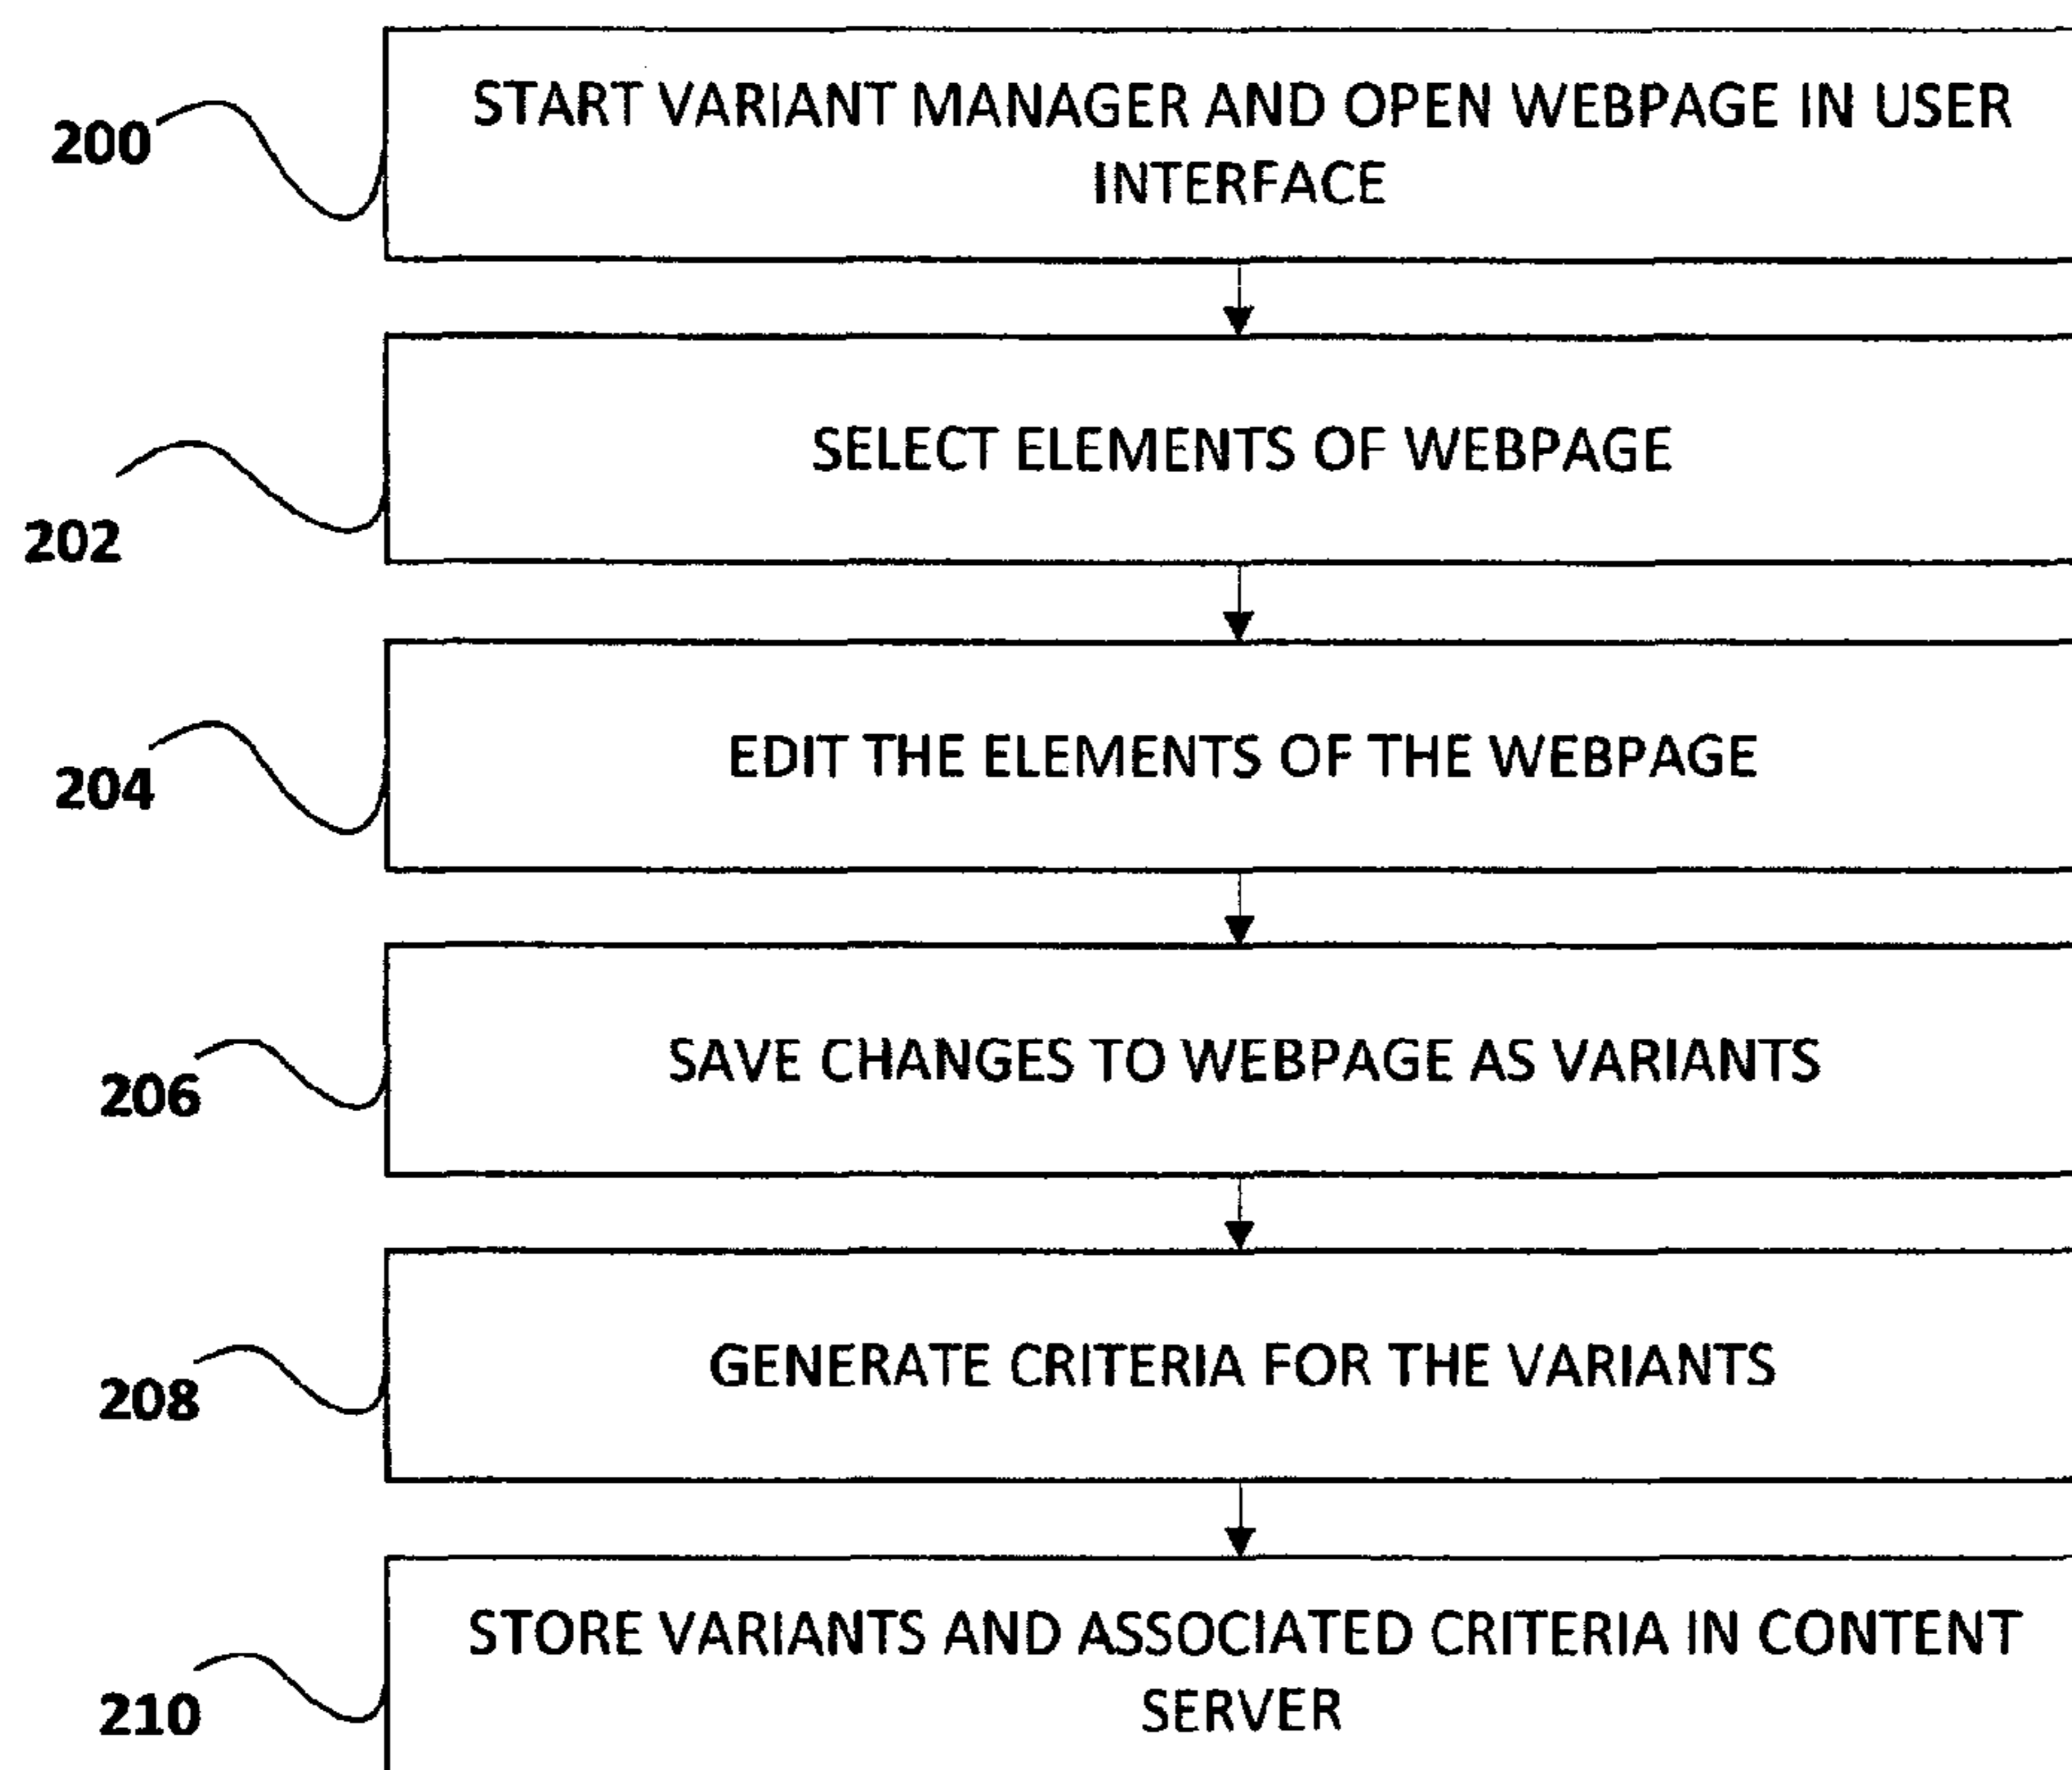 200
START VARIANT MANAGER AND OPEN WEBPAGE IN USER
INTERFACE
202
SELECT ELEMENTS OF WEBPAGE
204
EDIT THE ELEMENTS OF THE WEBPAGE
206
SAVE CHANGES TO WEBPAGE AS VARIANTS
208
GENERATE CRITERIA FOR THE VARIANTS
210
STORE VARIANTS AND ASSOCIATED CRITERIA IN CONTENT
SERVER